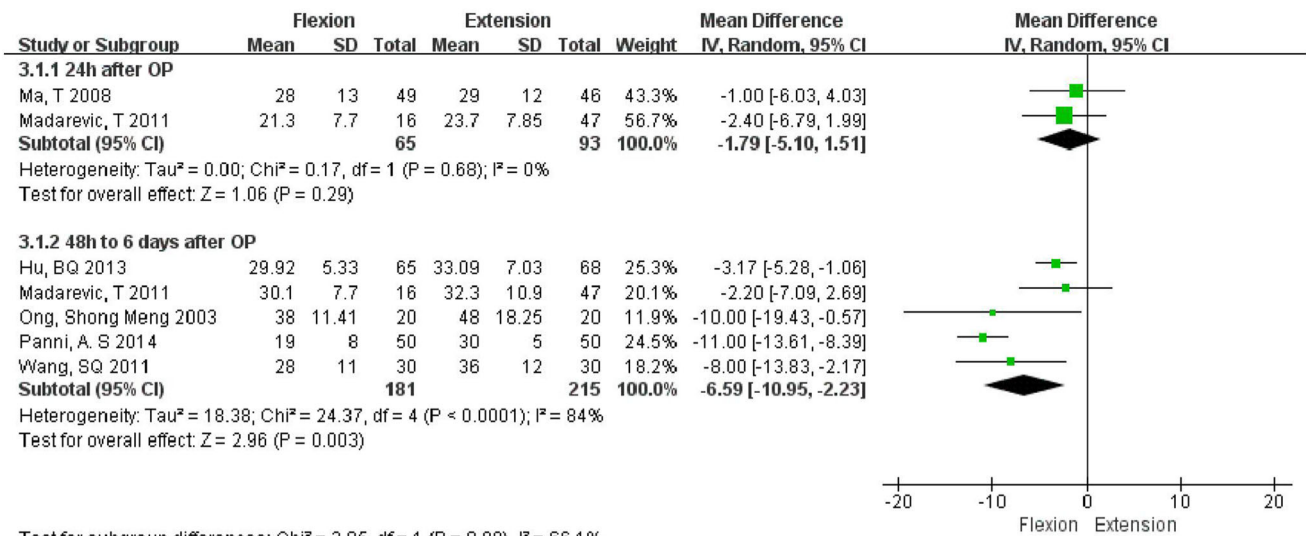 Flexion Extension Mean Difference Mean Difference
Study or Subgroup Mean SD Total Mean SD Total Weight IV, Random, 95% CI IV, Random, 95% CI
3.1.1 24h after OP
Ma, T 2008 28 13 49 29 12 46 43.3% -1.00 [-6.03, 4.03]
Madarevic, T 2011 21.3 7.7 16 23.7 7.85 47 56.7% -2.40 [-6.79, 1.99]
Subtotal (95% CI) 65 93 100.0% -1.79 [-5.10, 1.51]
Heterogeneity: Tau² = 0.00; Chi² = 0.17, df = 1 (P = 0.68); I² = 0%
Test for overall effect: Z = 1.06 (P = 0.29)
3.1.2 48h to 6 days after OP
Hu, BQ 2013 29.92 5.33 65 33.09 7.03 68 25.3% -3.17 [-5.28, -1.06]
Madarevic, T 2011 30.1 7.7 16 32.3 10.9 47 20.1% -2.20 [-7.09, 2.69]
Ong, Shong Meng 2003 38 11.41 20 48 18.25 20 11.9% -10.00 [-19.43, -0.57]
Panni, A. S 2014 19 8 50 30 5 50 24.5% -11.00 [-13.61, -8.39]
Wang, SQ 2011 28 11 30 36 12 30 18.2% -8.00 [-13.83, -2.17]
Subtotal (95% CI) 181 215 100.0% -6.59 [-10.95, -2.23]
Heterogeneity: Tau² = 18.38; Chi² = 24.37, df = 4 (P < 0.0001); I² = 84%
Test for overall effect: Z = 2.96 (P = 0.003)
-20 -10 0 10 20
Flexion Extension
Test for subgroup differences: Chi² =